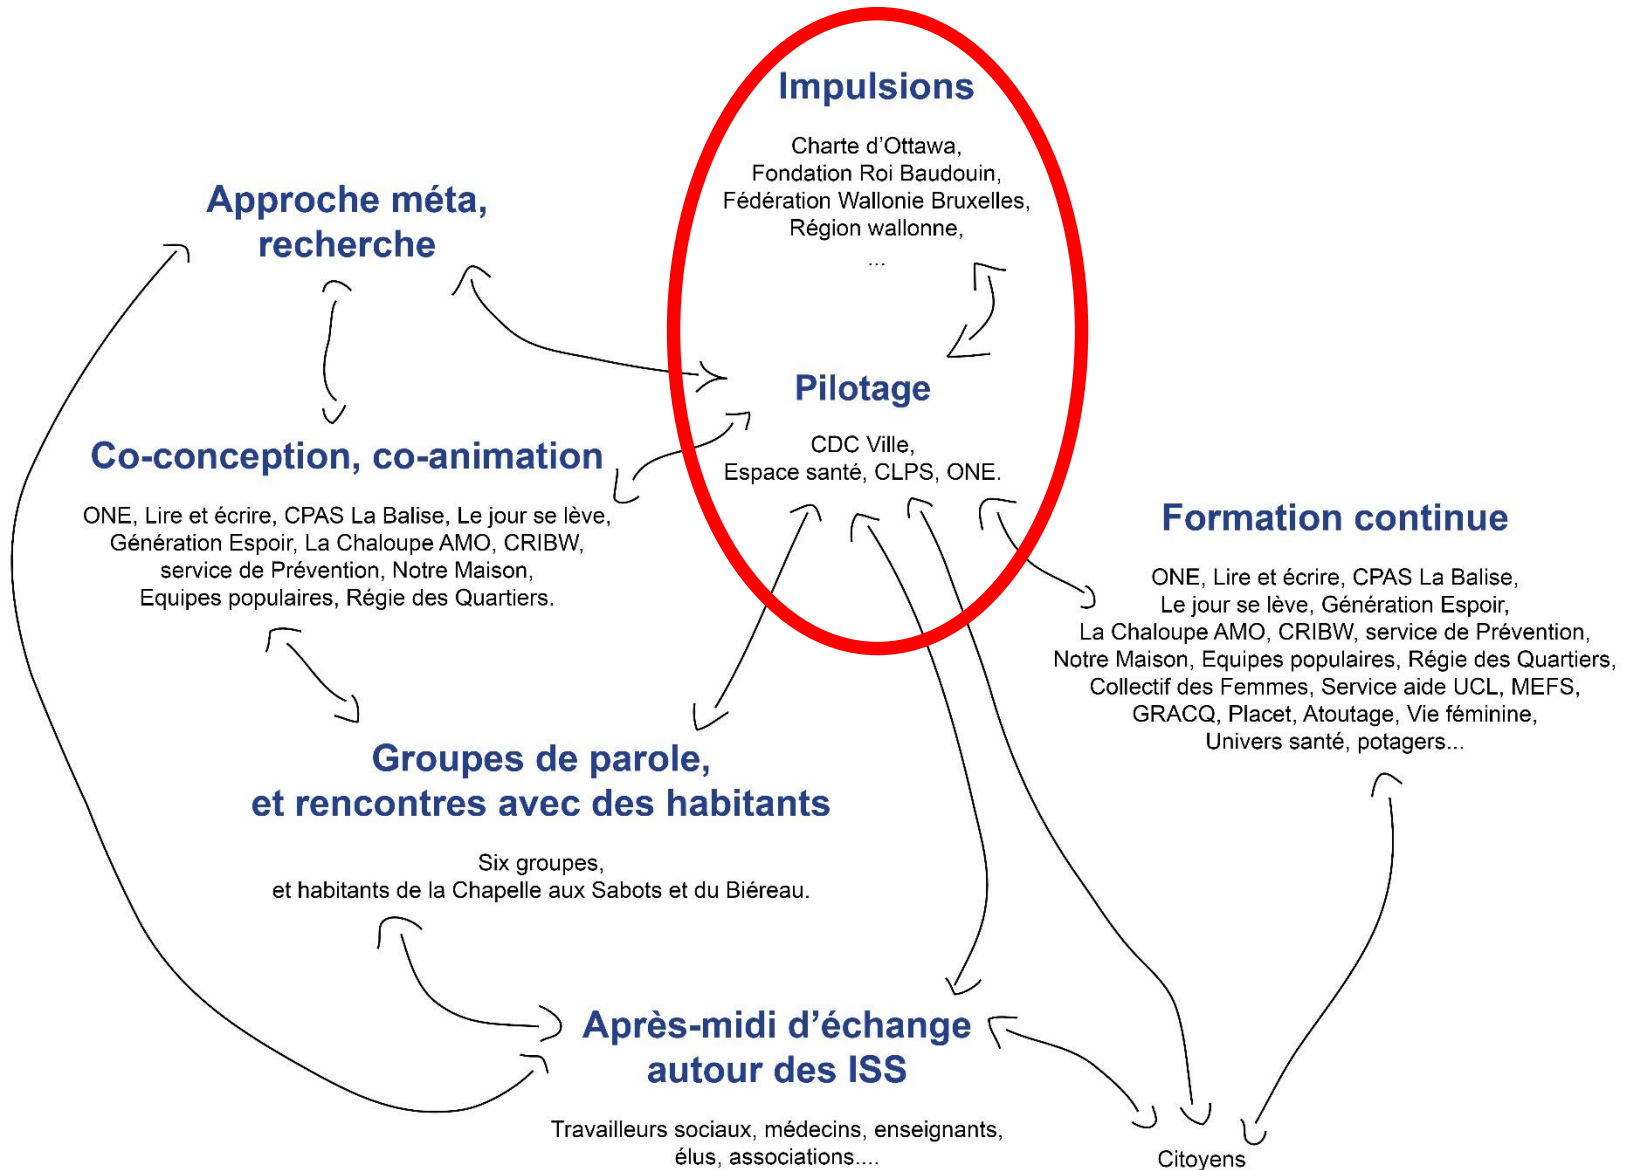 Impulsions
Charte d'Ottawa,
Fondation Roi Baudouin,
Fédération Wallonie Bruxelles,
Région wallonne,
...
Approche méta,
recherche
Pilotage
CDC Ville,
Espace santé, CLPS, ONE.
Co-conception, co-animation
ONE, Lire et écrire, CPAS La Balise, Le jour se lève,
Génération Espoir, La Chaloupe AMO, CRIBW,
service de Prévention, Notre Maison,
Equipes populaires, Régie des Quartiers.
Formation continue
ONE, Lire et écrire, CPAS La Balise,
Le jour se lève, Génération Espoir,
La Chaloupe AMO, CRIBW, service de Prévention,
Notre Maison, Equipes populaires, Régie des Quartiers,
Collectif des Femmes, Service aide UCL, MEFS,
GRACQ, Placet, Atoutage, Vie féminine,
Univers santé, potagers...
Groupes de parole,
et rencontres avec des habitants
Six groupes,
et habitants de la Chapelle aux Sabots et du Biéreau.
Après-midi d'échange
autour des ISS
Travailleurs sociaux, médecins, enseignants,
élus, associations....
Citoyens